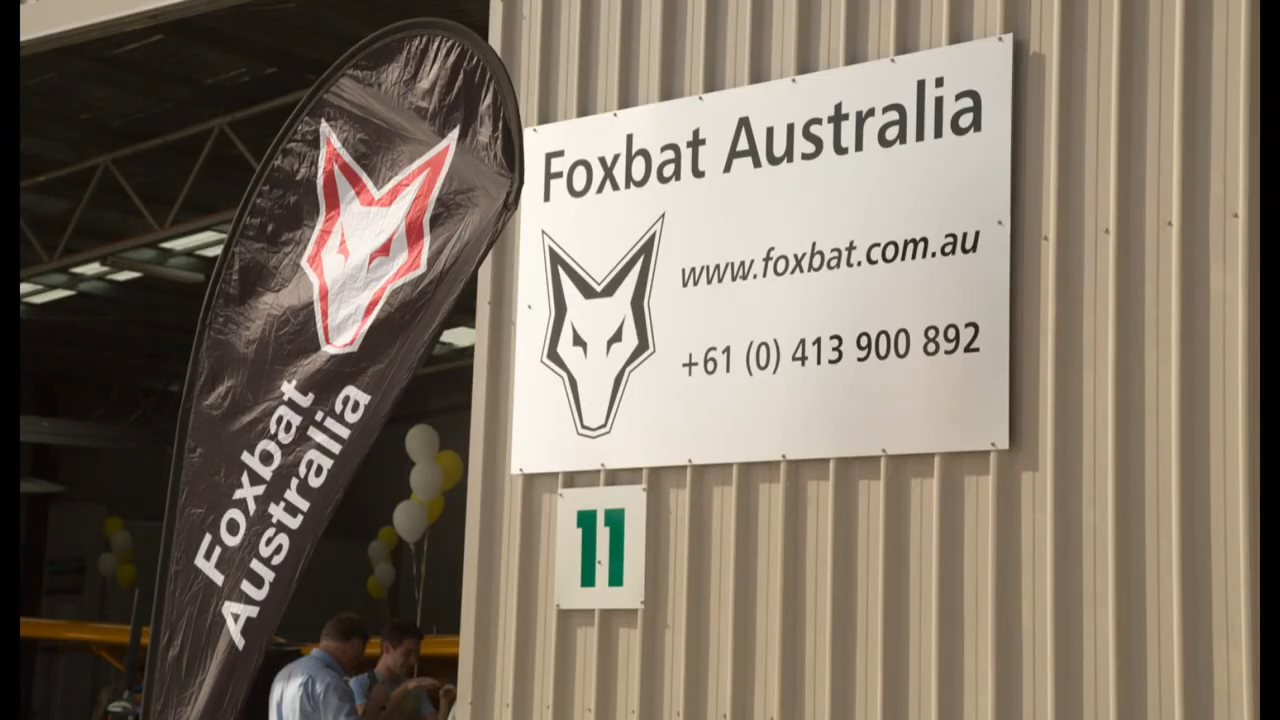 Foxbat
Australia
Foxbat Australia
www.foxbat.com.au
+61 (0) 413 900 892
11